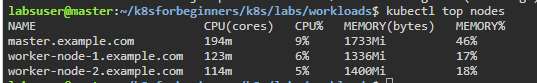 labsuser@master:~/k8sforbeginners/k8s/labs/workloads$ kubectl top nodes
NAME CPU(cores) CPU% MEMORY(bytes) MEMORY%
master.example.com 194m 9% 1733Mi 46%
worker-node-1.example.com 123m 6% 1336Mi 17%
worker-node-2.example.com 114m 5% 1400Mi 18%